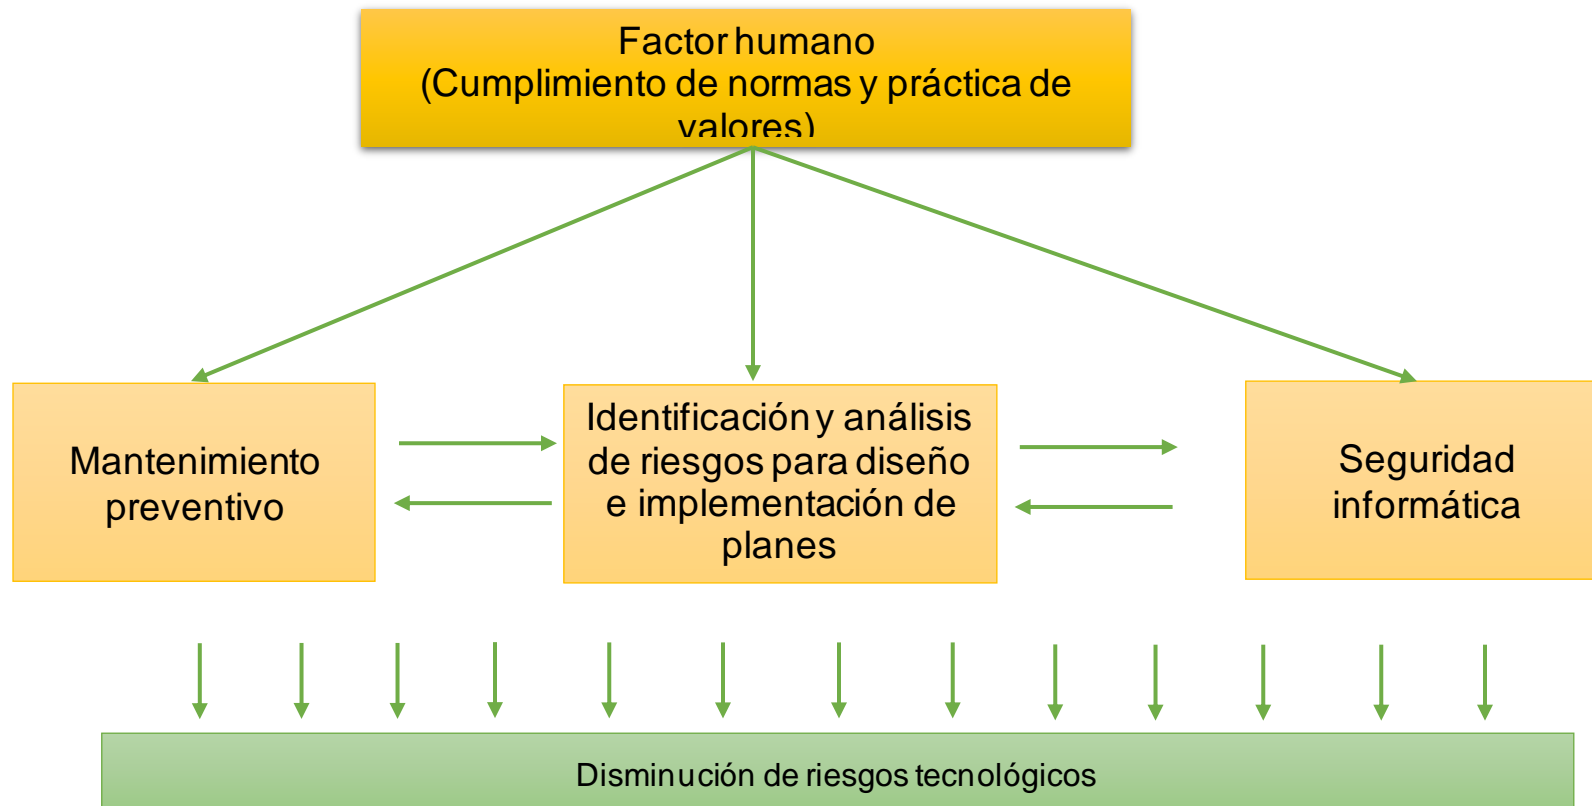 Factor humano
(Cumplimiento de normas y práctica de
valores)
Mantenimiento
preventivo
Identificación y análisis
de riesgos para diseño
e implementación de
planes
Seguridad
informática
Disminución de riesgos tecnológicos